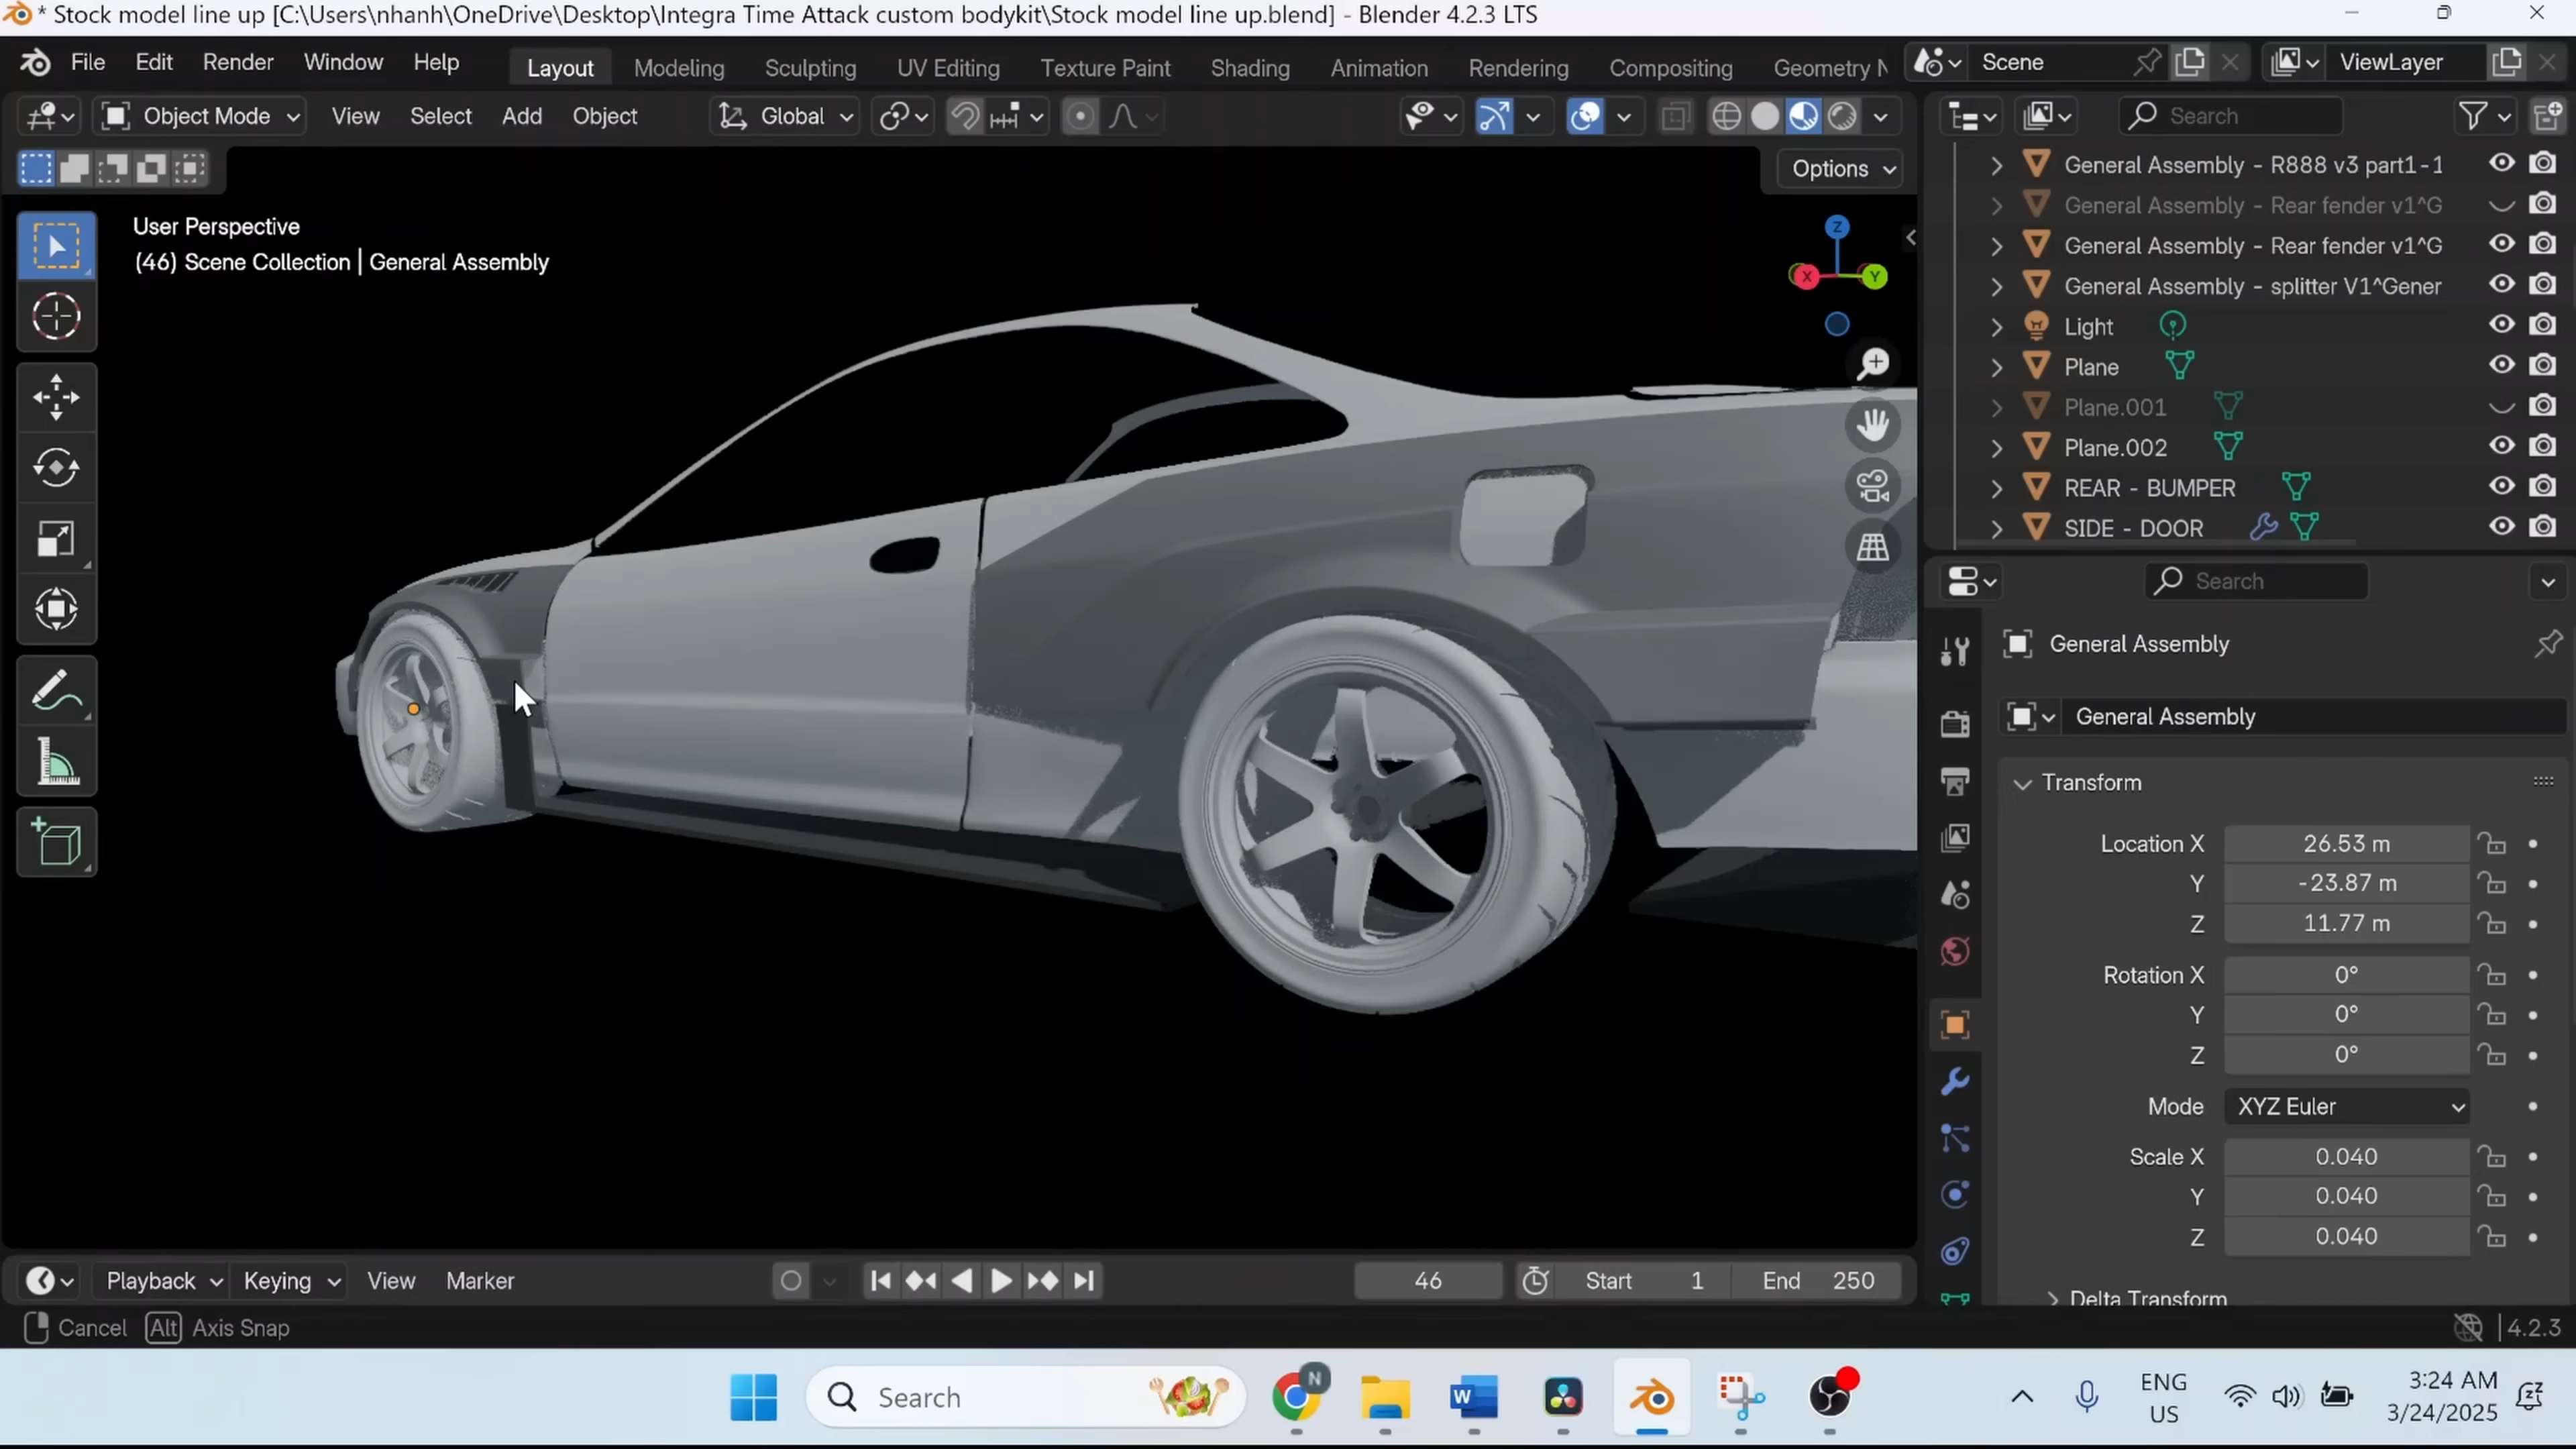 * Stock model line up [C:\Users\nhanh\OneDrive\Desktop\Integra Time Attack custom bodykit\Stock model line up.blend] - Blender 4.2.3 LTS
File Edit Render Window Help Layout Modeling Sculpting UV Editing Texture Paint Shading Animation Rendering Compositing Geometry N Scene ViewLayer
Object Mode View Select Add Object Global Search
Options
User Perspective
(46) Scene Collection | General Assembly
Z
X Y
General Assembly - R888 v3 part1-1
General Assembly - Rear fender v1^G
General Assembly - Rear fender v1^G
General Assembly - splitter V1^Gener
Light
Plane
Plane.001
Plane.002
REAR - BUMPER
SIDE - DOOR
Search
General Assembly
General Assembly
Transform
Location X 26.53 m
Y -23.87 m
Z 11.77 m
Rotation X 0°
Y 0°
Z 0°
Mode XYZ Euler
Scale X 0.040
Y 0.040
Z 0.040
Delta Transform
Playback Keying View Marker 46 Start 1 End 250
Cancel Alt Axis Snap 4.2.3
Search
N
W
ENG
US
3:24 AM
3/24/2025